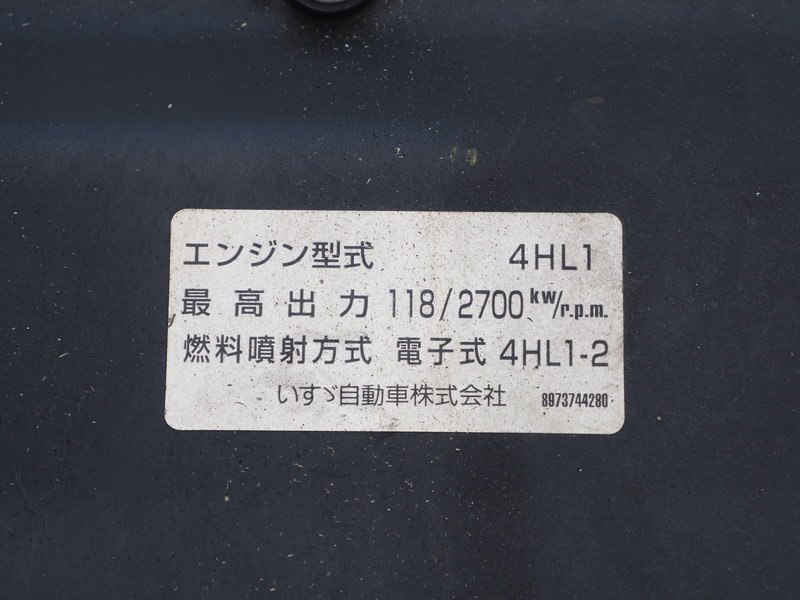 エンジン型式 4HL1
最高出力 118/2700 kw/r.p.m.
燃料噴射方式 電子式 4HL1-2
いすゞ自動車株式会社 8973744280